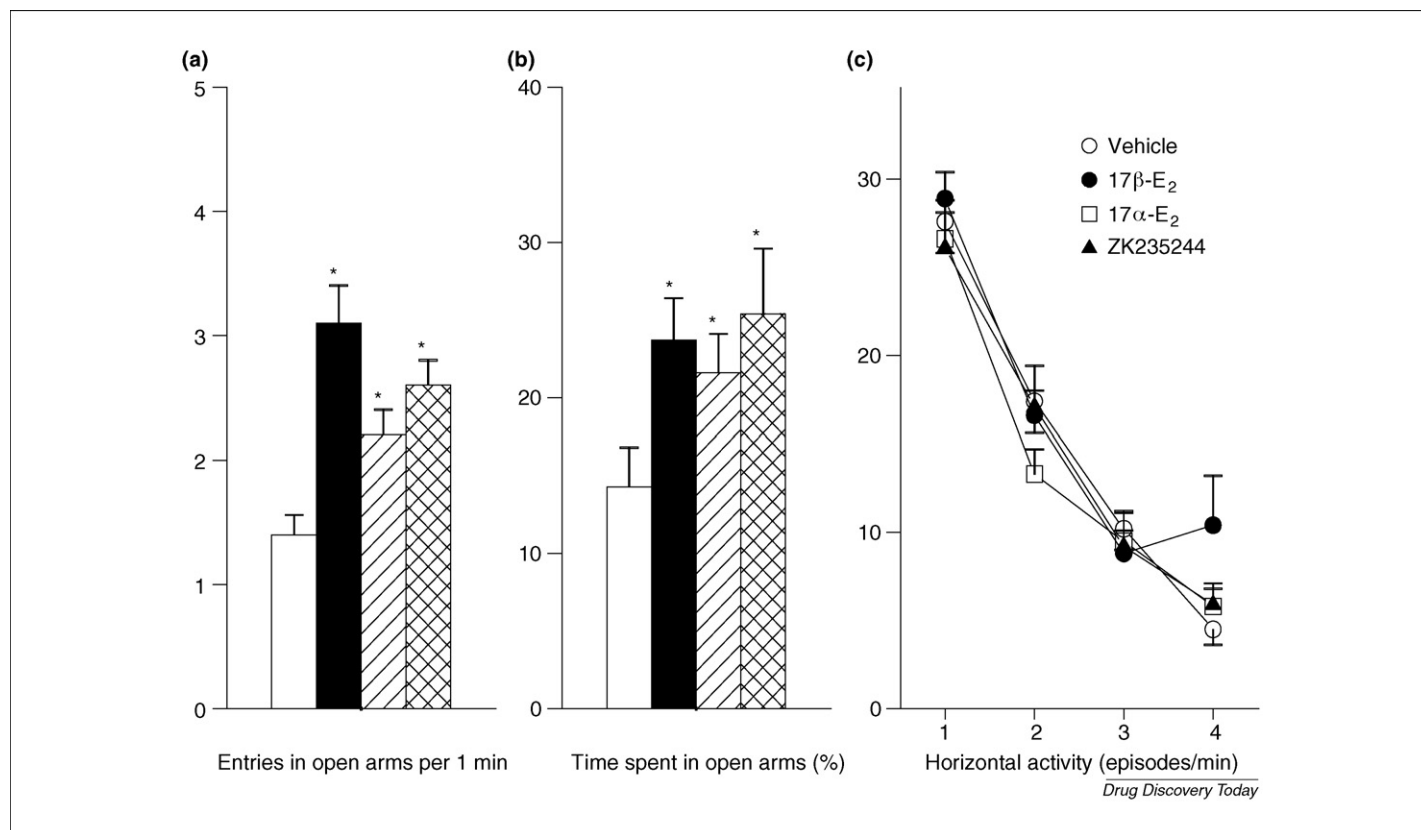 (a)
5
4
3
2
1
0
*
*
*
Entries in open arms per 1 min
(b)
40
30
20
10
0
*
*
*
Time spent in open arms (%)
(c)
30
20
10
0
Vehicle
17β-E₂
17α-E₂
ZK235244
1 2 3 4
Horizontal activity (episodes/min)
Drug Discovery Today